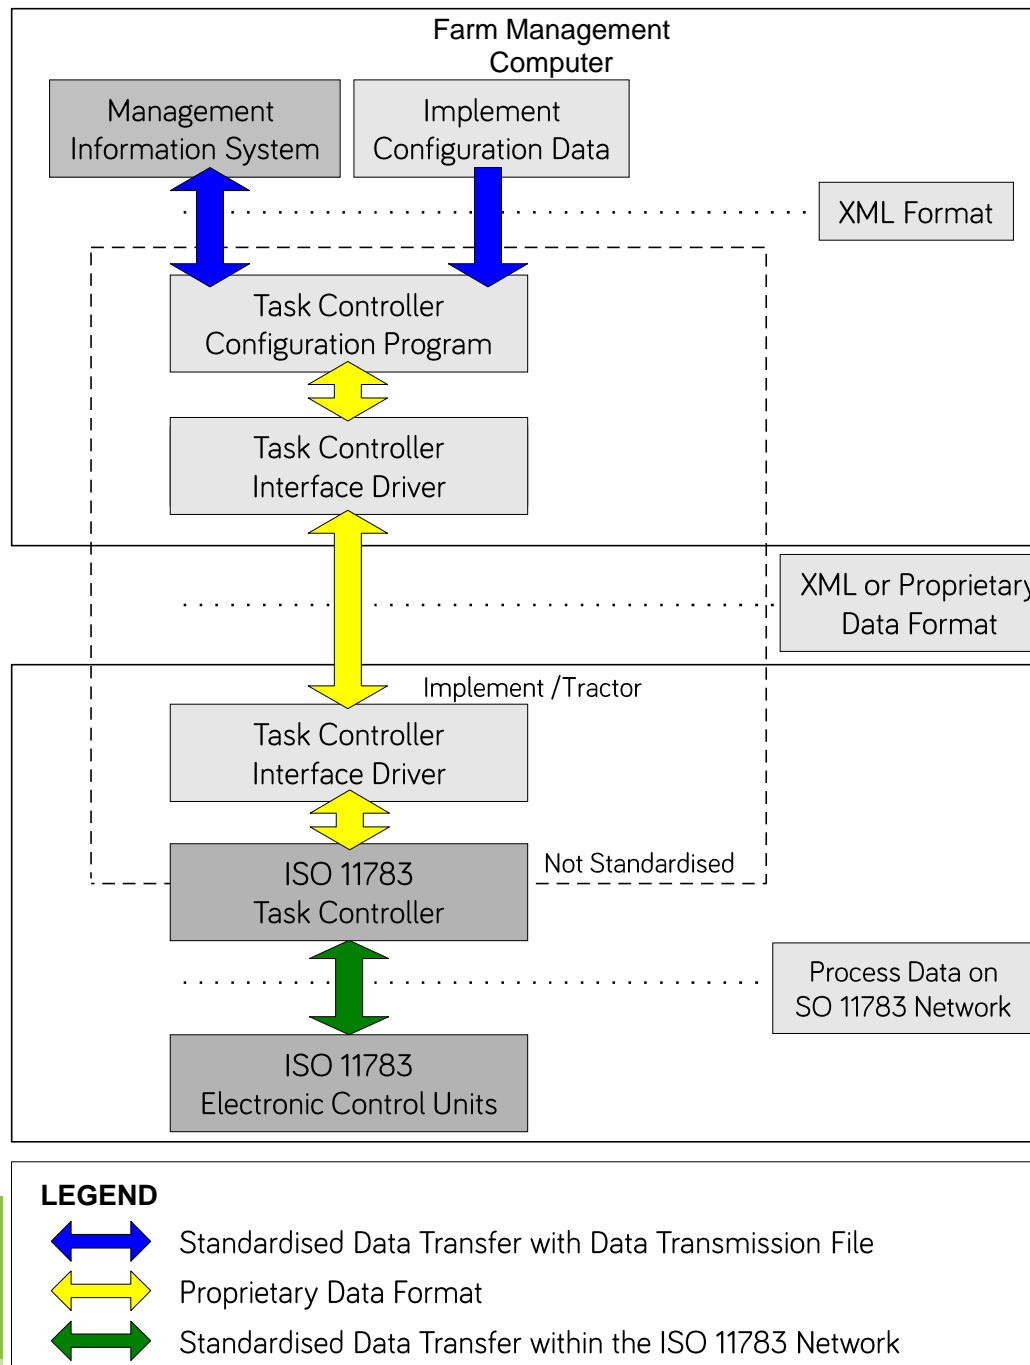 Farm Management
Computer
Management
Information System
Implement
Configuration Data
XML Format
Task Controller
Configuration Program
Task Controller
Interface Driver
XML or Proprietary
Data Format
Implement /Tractor
Task Controller
Interface Driver
ISO 11783
Task Controller
Not Standardised
Process Data on
SO 11783 Network
ISO 11783
Electronic Control Units
LEGEND
Standardised Data Transfer with Data Transmission File
Proprietary Data Format
Standardised Data Transfer within the ISO 11783 Network